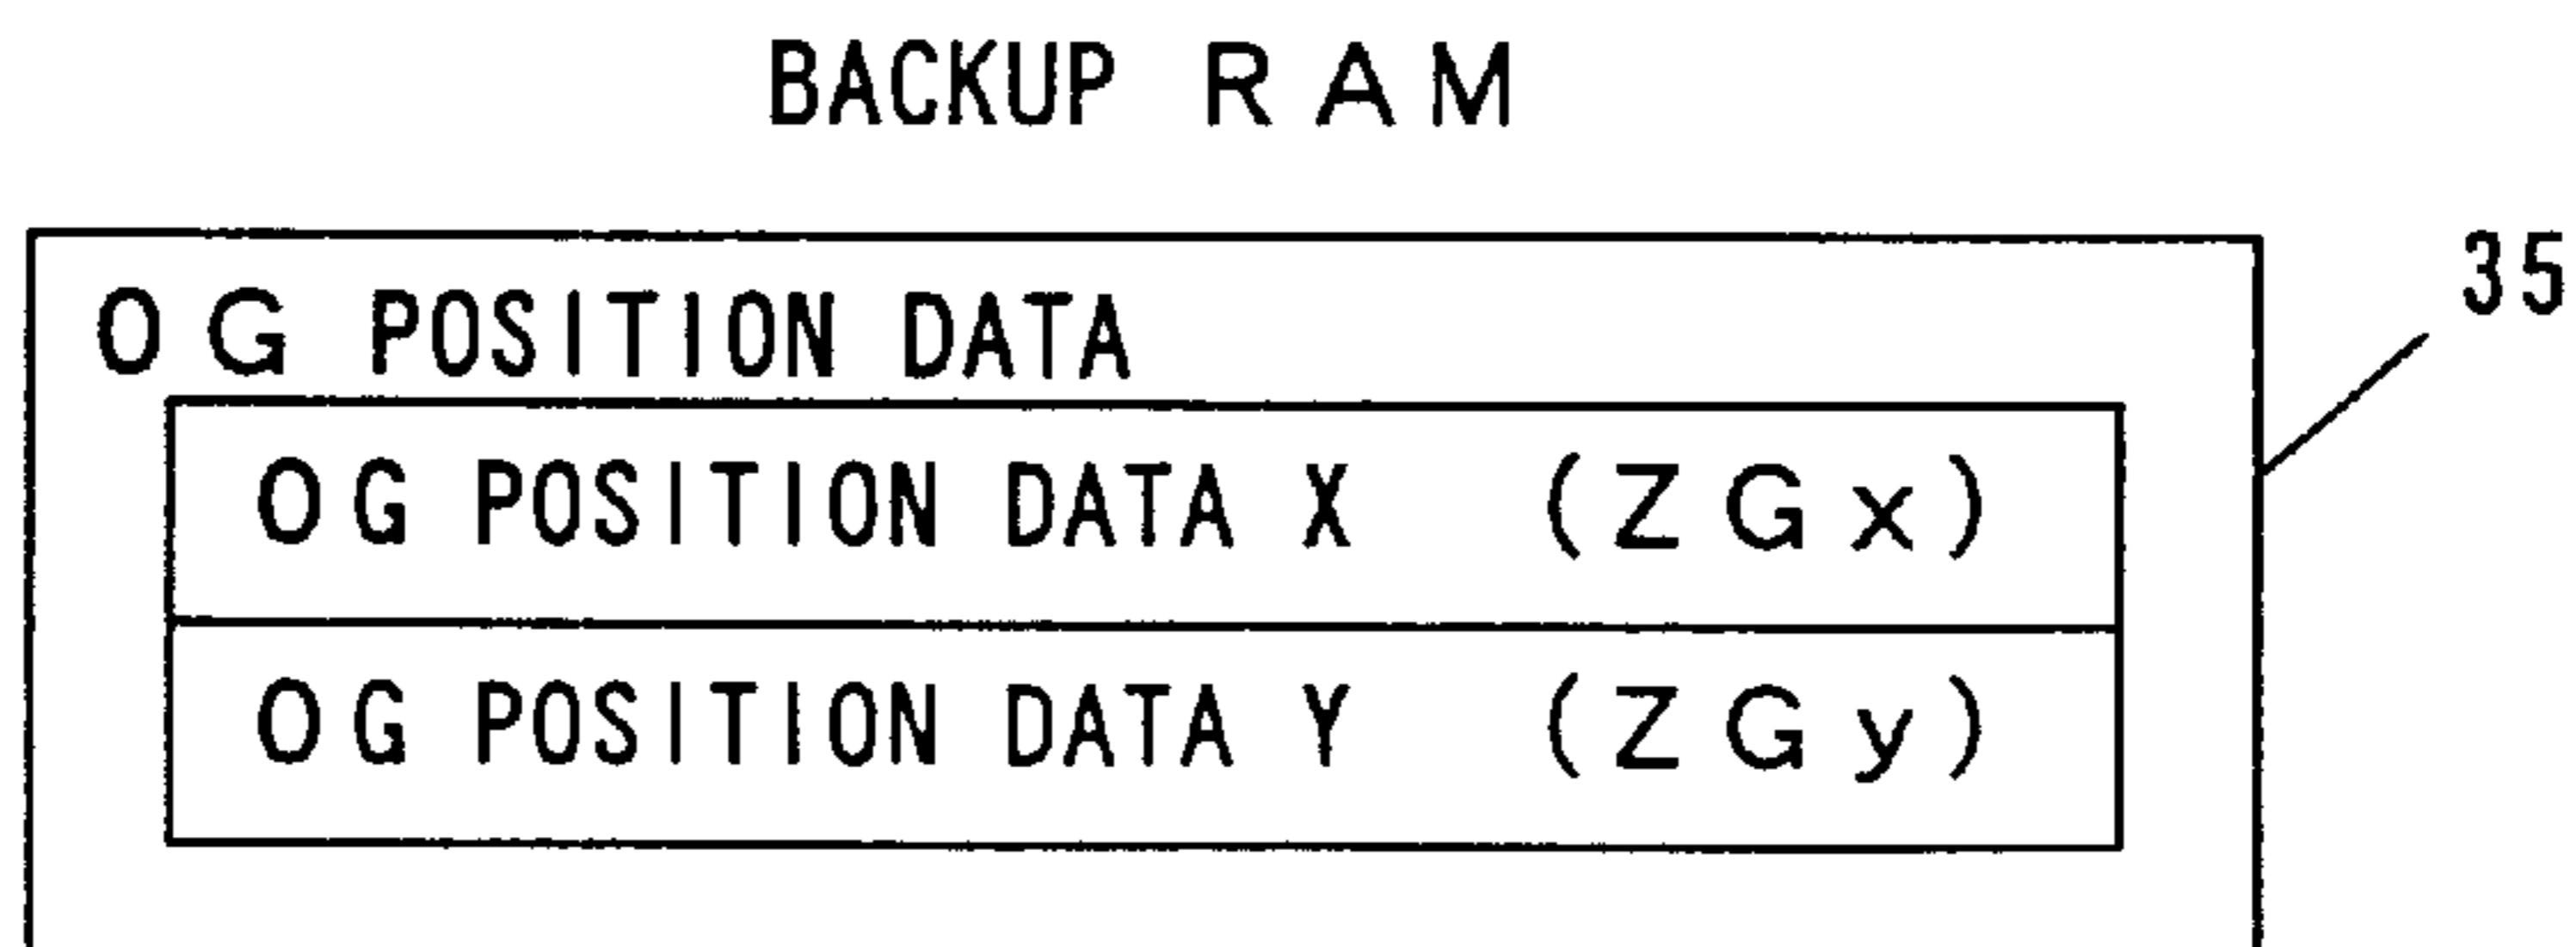 BACKUP RAM
35
OG POSITION DATA
OG POSITION DATA X (ZGx)
OG POSITION DATA Y (ZGy)